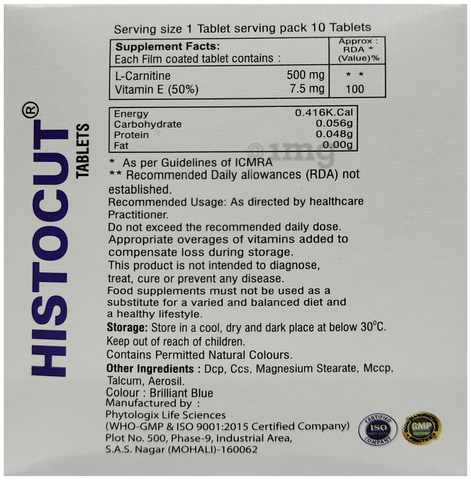 Serving size 1 Tablet serving pack 10 Tablets
Supplement Facts:
Each Film coated tablet contains :
Approx :
RDA *
(Value)%
L-Carnitine 500 mg * *
Vitamin E (50%) 7.5 mg 100
Energy 0.416K.Cal
Carbohydrate 0.056g
Protein 0.048g
Fat 0.00g
1mg
* As per Guidelines of ICMRA
** Recommended Daily allowances (RDA) not
established.
Recommended Usage: As directed by healthcare
Practitioner.
Do not exceed the recommended daily dose.
Appropriate overages of vitamins added to
compensate loss during storage.
This product is not intended to diagnose,
treat, cure or prevent any disease.
Food supplements must not be used as a
substitute for a varied and balanced diet and
a healthy lifestyle.
Storage: Store in a cool, dry and dark place at below 30°C.
Keep out of reach of children.
Contains Permitted Natural Colours.
Other Ingredients : Dcp, Ccs, Magnesium Stearate, Mccp,
Talcum, Aerosil.
Colour : Brilliant Blue
Manufactured by :
Phytologix Life Sciences
(WHO-GMP & ISO 9001:2015 Certified Company)
Plot No. 500, Phase-9, Industrial Area,
S.A.S. Nagar (MOHALI)-160062
HISTOCUT®
TABLETS
CERTIFIED
ISO
COMPANY
GMP